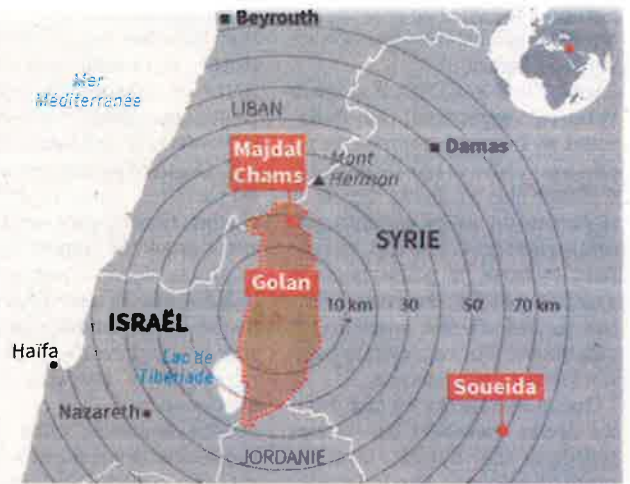 Beyrouth
Mer
Méditerranée
LIBAN
Damas
Majdal
Chams
Mont
Hermon
SYRIE
Golan
10 km 30 50 70 km
ISRAËL
Haïfa
Lac de
Tibériade
Soueida
Nazareth
JORDANIE